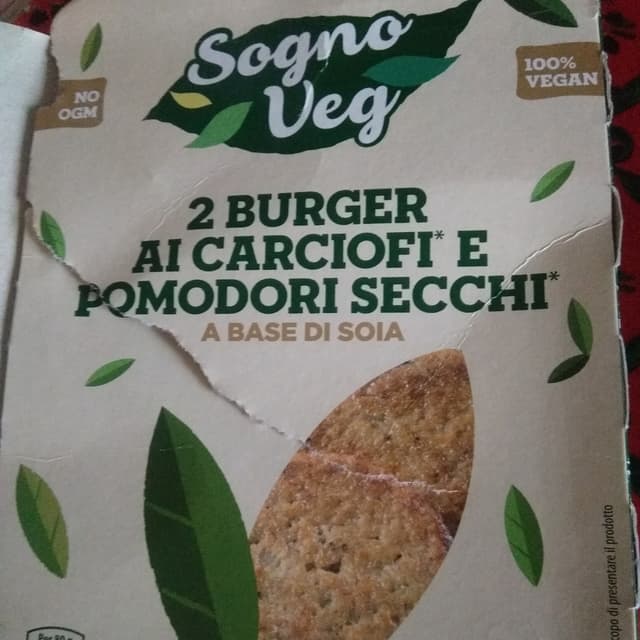 Sogno
Veg
NO
OGM
100%
VEGAN
2 BURGER
AI CARCIOFI* E
POMODORI SECCHI*
A BASE DI SOIA
copo di presentare il prodotto